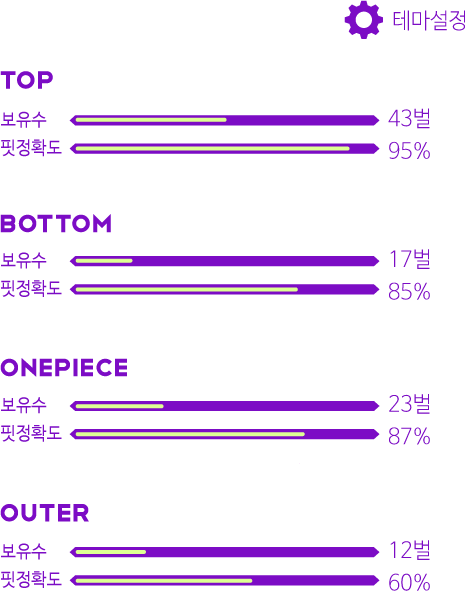 테마설정
TOP
보유수 43벌
핏정확도 95%
BOTTOM
보유수 17벌
핏정확도 85%
ONEPIECE
보유수 23벌
핏정확도 87%
OUTER
보유수 12벌
핏정확도 60%